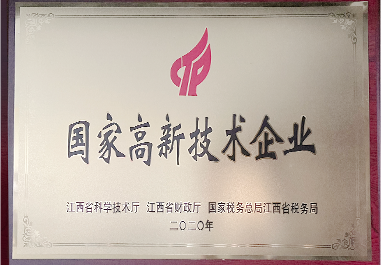 国家高新技术企业
江西省科学技术厅 江西省财政厅 国家税务总局江西省税务局
二〇二〇年